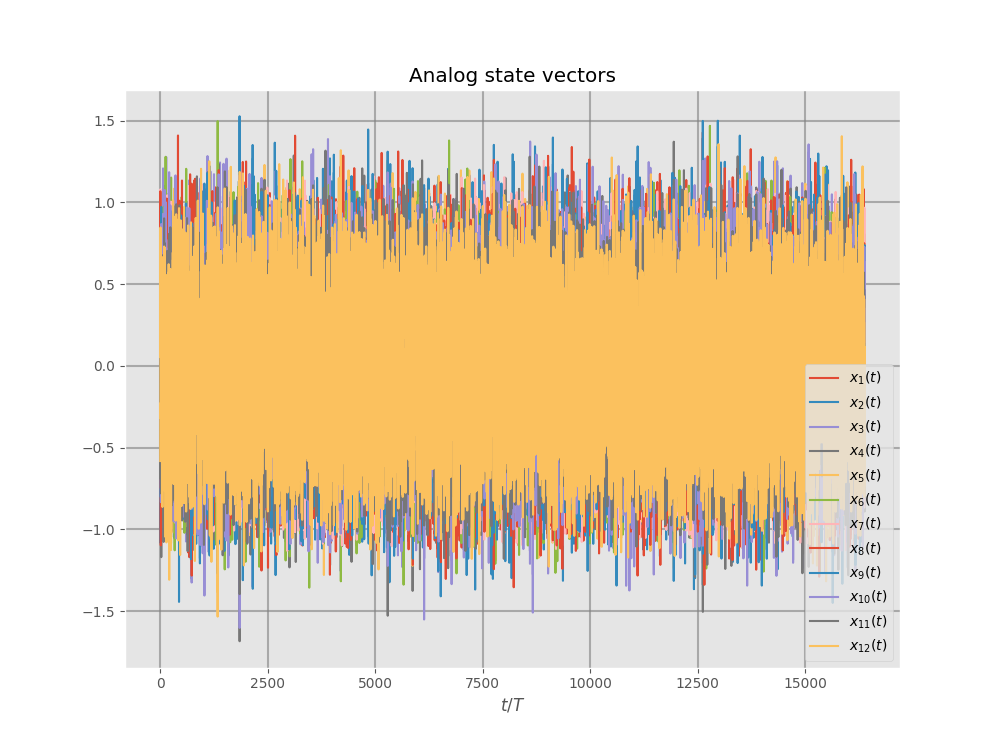 Analog state vectors
1.5
1.0
0.5
0.0
−0.5
−1.0
−1.5
0 2500 5000 7500 10000 12500 15000
t/T
x₁(t)
x₂(t)
x₃(t)
x₄(t)
x₅(t)
x₆(t)
x₇(t)
x₈(t)
x₉(t)
x₁₀(t)
x₁₁(t)
x₁₂(t)